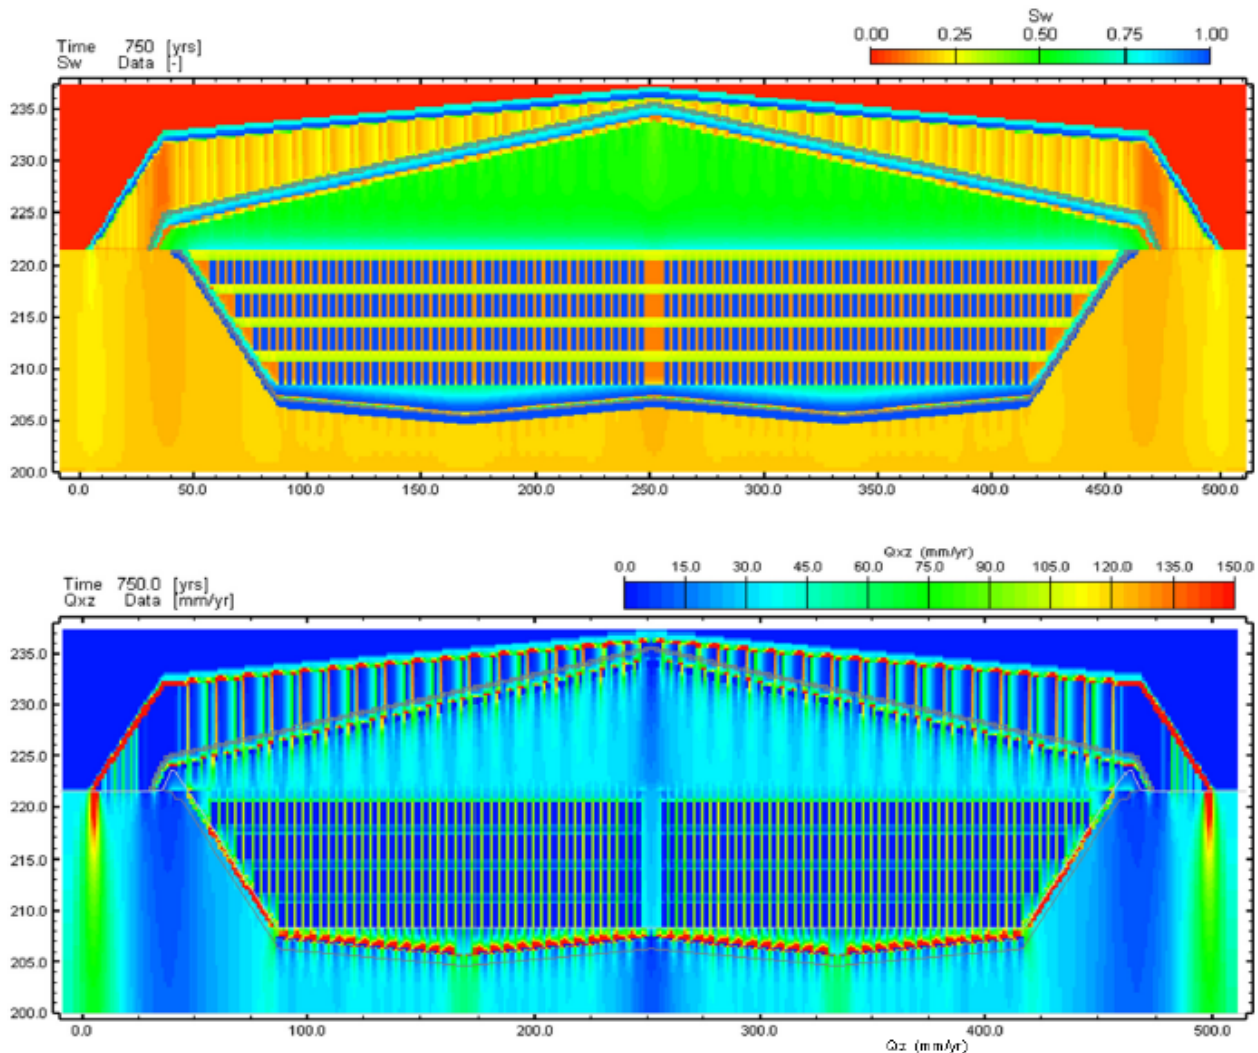 Sw
Time 750 [yrs] 0.00 0.25 0.50 0.75 1.00
Sw Data [-]
235.0
230.0
225.0
220.0
215.0
210.0
205.0
200.0
0.0 50.0 100.0 150.0 200.0 250.0 300.0 350.0 400.0 450.0 500.0
Qxz (mm/yr)
Time 750.0 [yrs] 0.0 15.0 30.0 45.0 60.0 75.0 90.0 105.0 120.0 135.0 150.0
Qxz Data [mm/yr]
235.0
230.0
225.0
220.0
215.0
210.0
205.0
200.0
0.0 100.0 200.0 300.0 400.0 500.0
Qz (mm/yr)